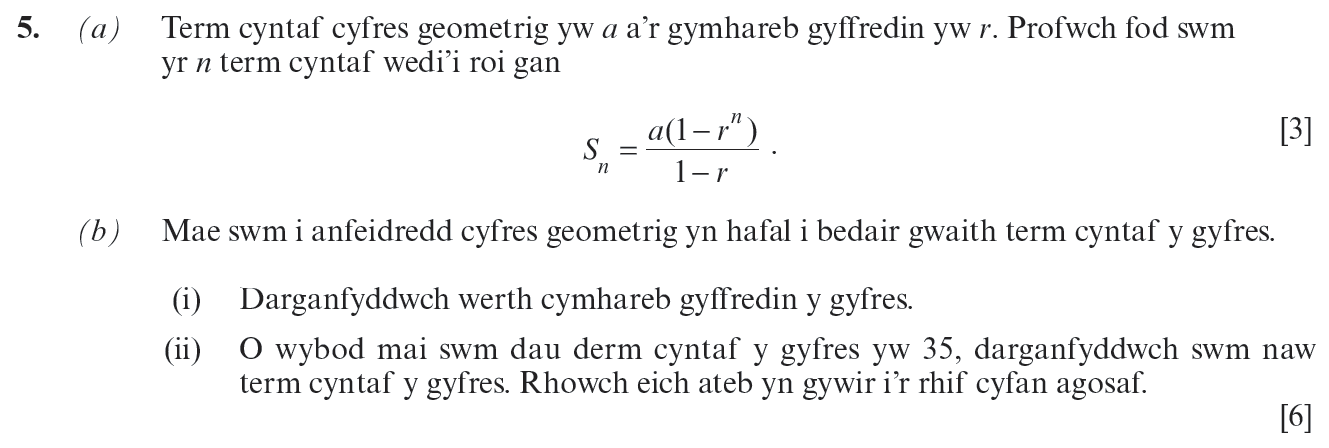 5. (a) Term cyntaf cyfres geometrig yw a a'r gymhareb gyffredin yw r. Profwch fod swm
yr n term cyntaf wedi'i roi gan
Sₙ = a(1 – rⁿ) / 1 – r . [3]
(b) Mae swm i anfeidredd cyfres geometrig yn hafal i bedair gwaith term cyntaf y gyfres.
(i) Darganfyddwch werth cymhareb gyffredin y gyfres.
(ii) O wybod mai swm dau derm cyntaf y gyfres yw 35, darganfyddwch swm naw
term cyntaf y gyfres. Rhowch eich ateb yn gywir i'r rhif cyfan agosaf.
[6]